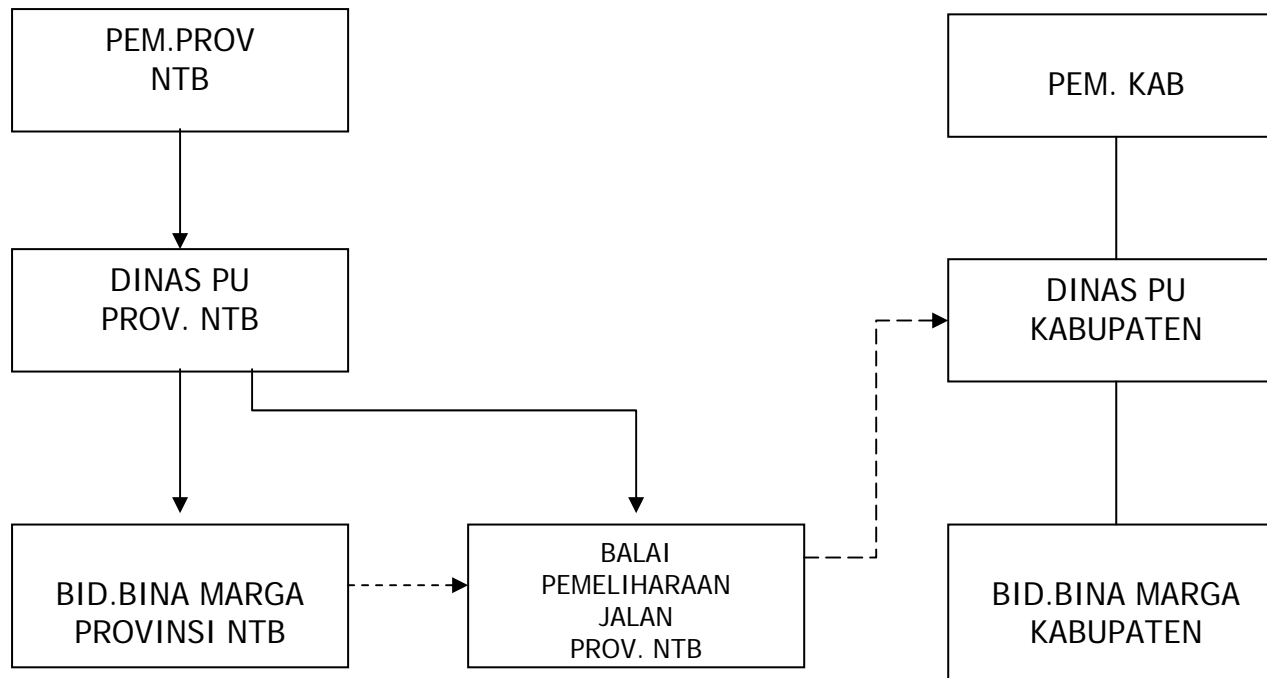 PEM.PROV
NTB
PEM. KAB
DINAS PU
PROV. NTB
DINAS PU
KABUPATEN
BID.BINA MARGA
PROVINSI NTB
BALAI
PEMELIHARAAN
JALAN
PROV. NTB
BID.BINA MARGA
KABUPATEN